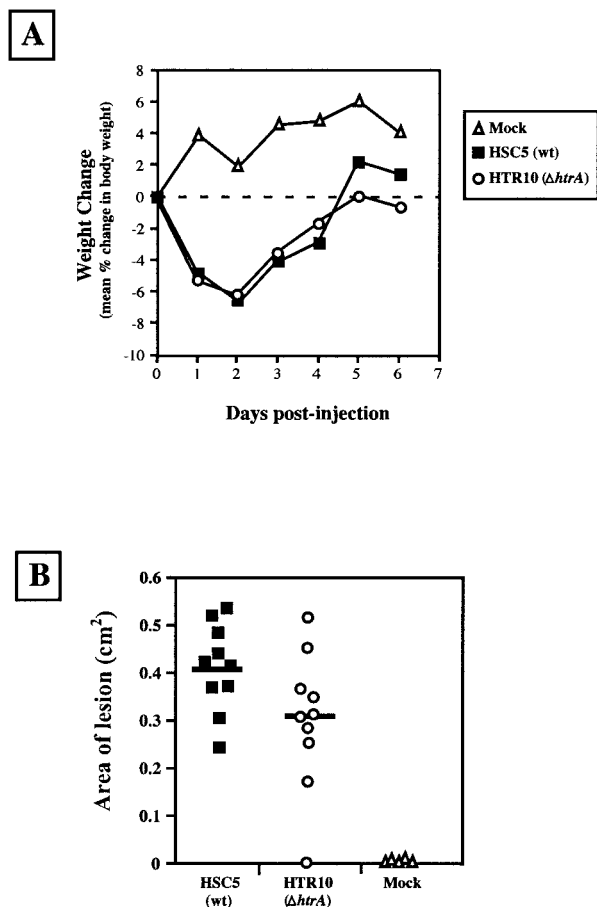 A
8
6
4
2
0
-2
-4
-6
-8
-10
Weight Change
(mean % change in body weight)
0 1 2 3 4 5 6 7
Days post-injection
Mock
HSC5 (wt)
HTR10 (ΔhtrA)
B
0.6
0.5
0.4
0.3
0.2
0.1
0
Area of lesion (cm²)
HSC5 HTR10 Mock
(wt) (ΔhtrA)